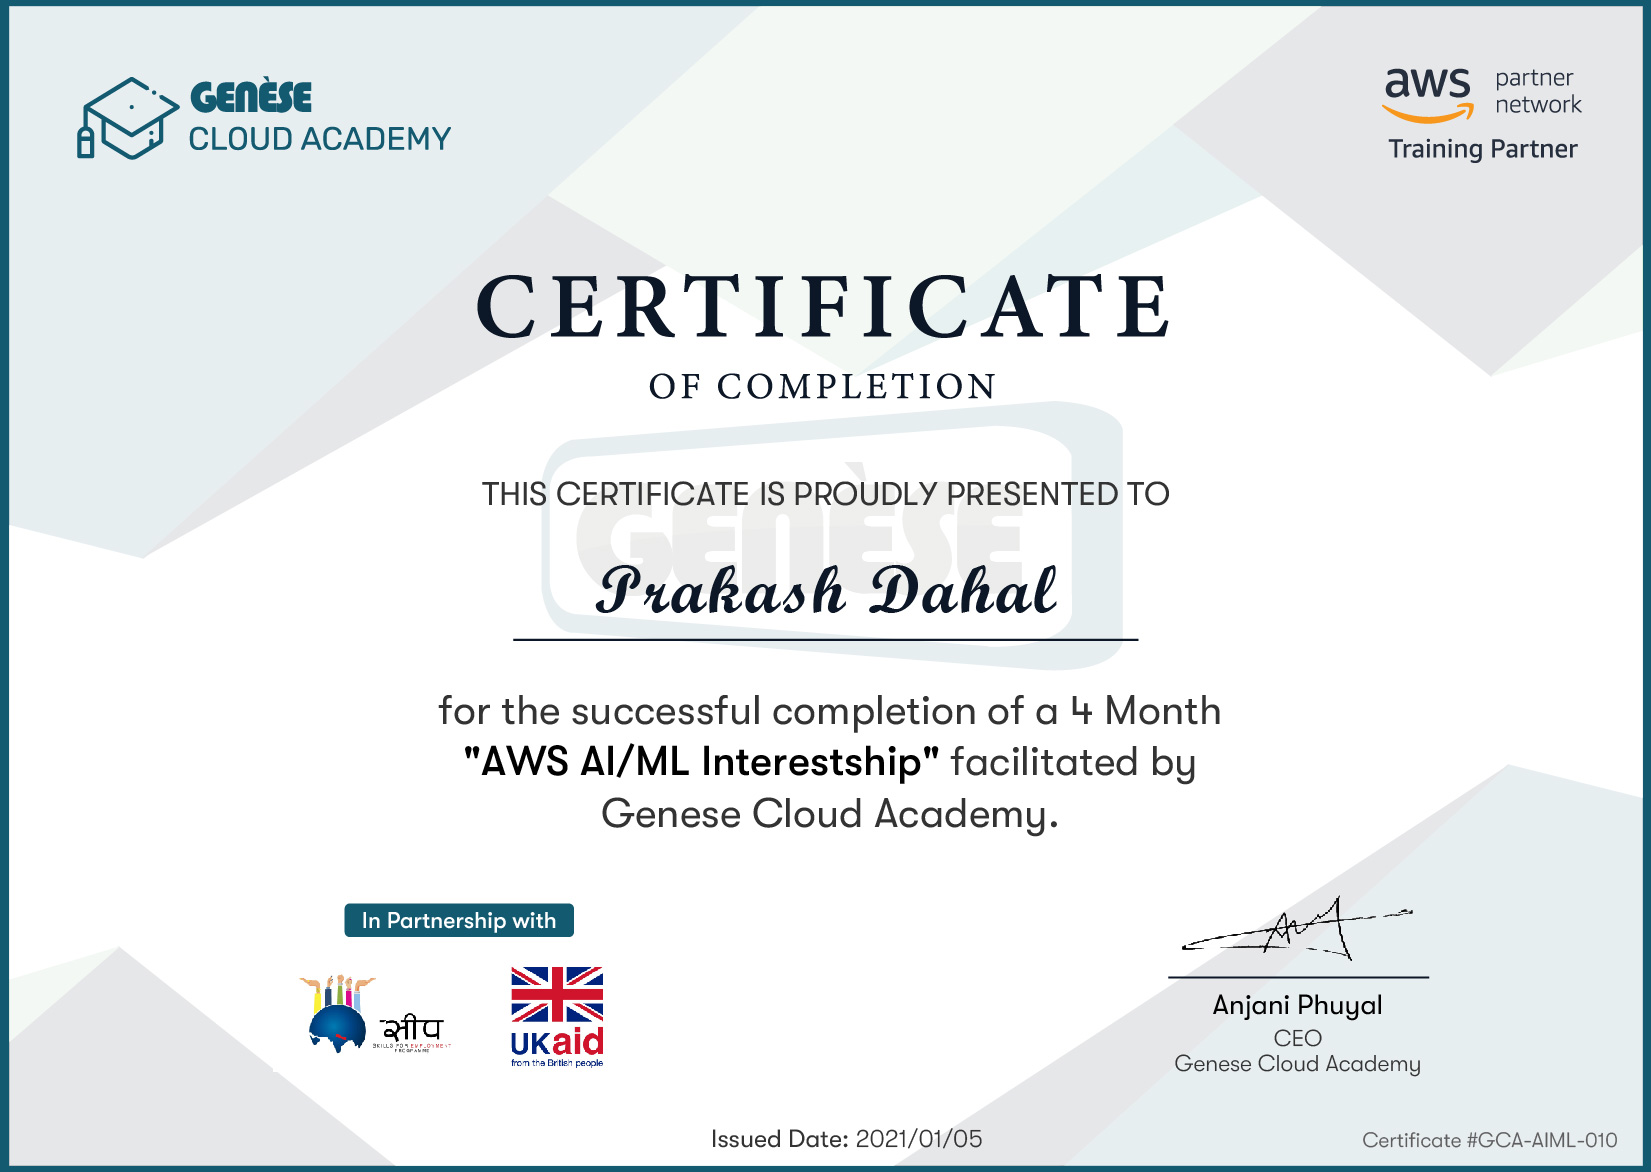 GENÈSE
CLOUD ACADEMY
aws partner network
Training Partner
CERTIFICATE
OF COMPLETION
THIS CERTIFICATE IS PROUDLY PRESENTED TO
GENÈSE
Prakash Dahal
for the successful completion of a 4 Month
"AWS AI/ML Interestship" facilitated by
Genese Cloud Academy.
In Partnership with
सीप
SKILLS FOR EMPLOYMENT
PROGRAMME
UKaid
from the British people
Anjani Phuyal
CEO
Genese Cloud Academy
Issued Date: 2021/01/05
Certificate #GCA-AIML-010